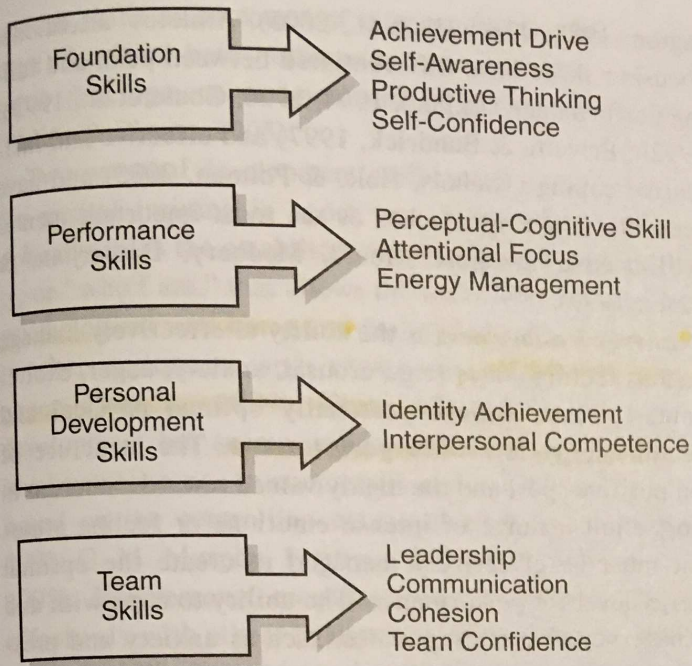 Foundation
Skills
Achievement Drive
Self-Awareness
Productive Thinking
Self-Confidence
Performance
Skills
Perceptual-Cognitive Skill
Attentional Focus
Energy Management
Personal
Development
Skills
Identity Achievement
Interpersonal Competence
Team
Skills
Leadership
Communication
Cohesion
Team Confidence